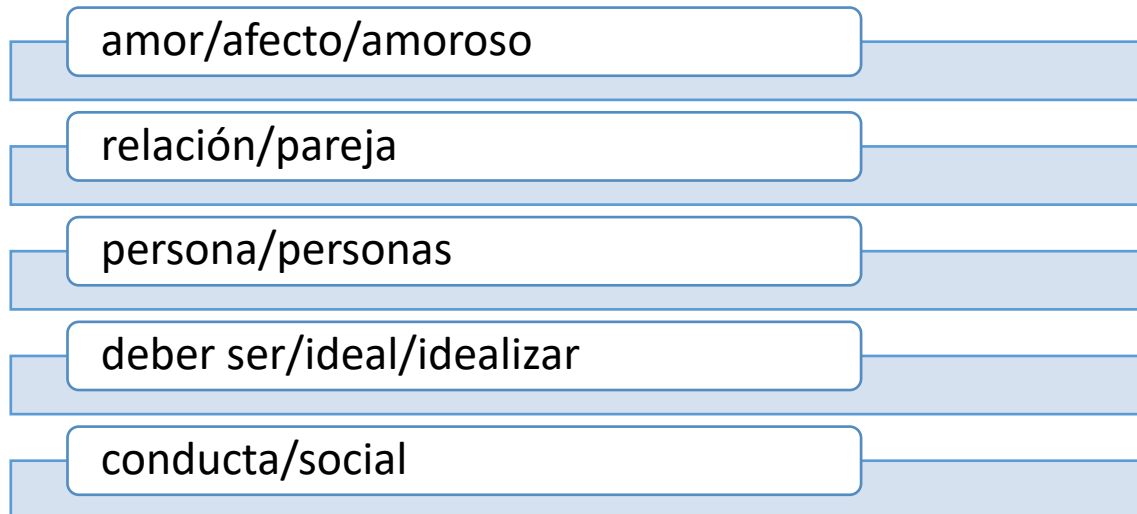 amor/afecto/amoroso
relación/pareja
persona/personas
deber ser/ideal/idealizar
conducta/social